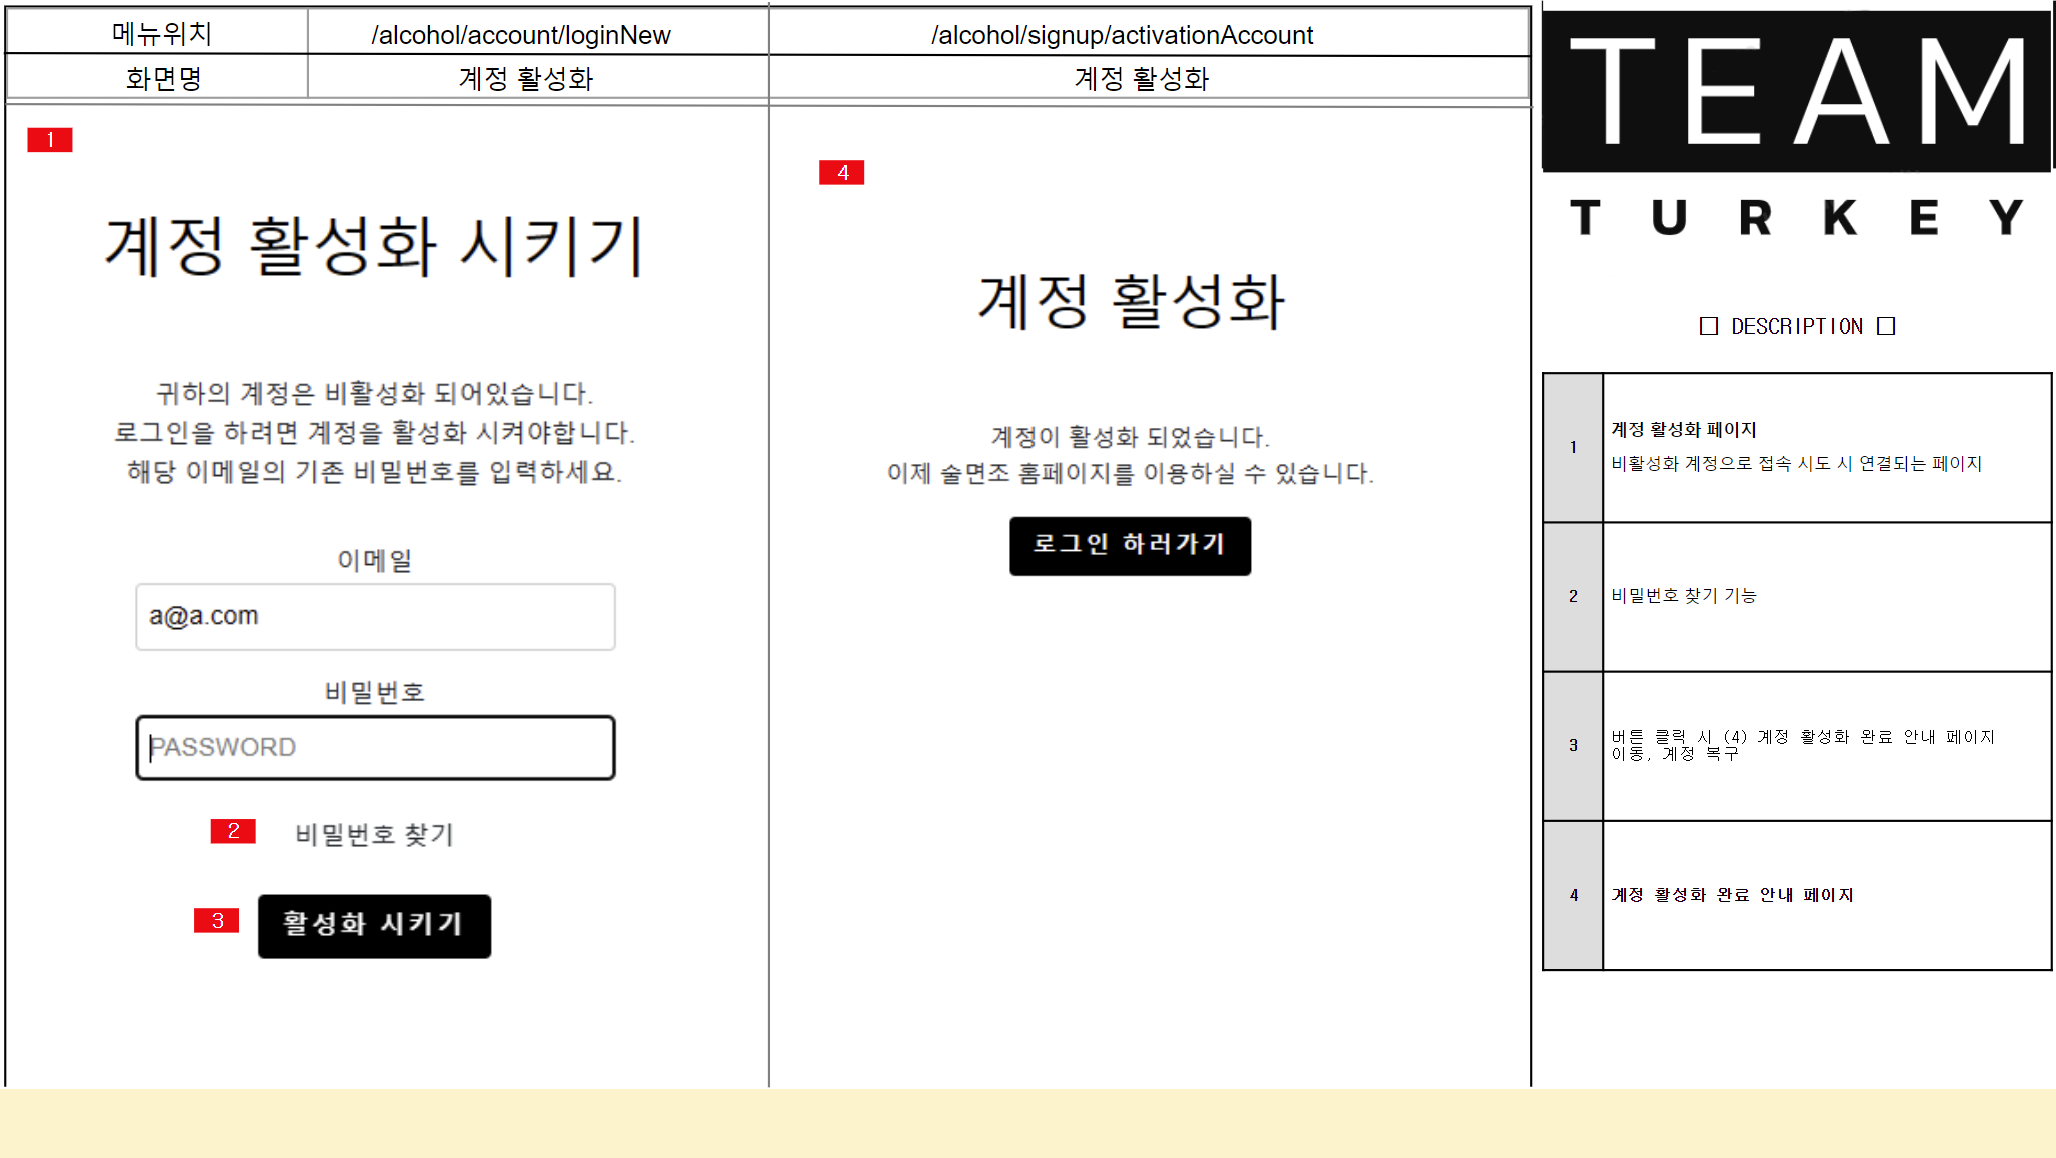 메뉴위치
/alcohol/account/loginNew
/alcohol/signup/activationAccount
화면명
계정 활성화
계정 활성화
1
계정 활성화 시키기
귀하의 계정은 비활성화 되어있습니다.
로그인을 하려면 계정을 활성화 시켜야합니다.
해당 이메일의 기존 비밀번호를 입력하세요.
이메일
a@a.com
비밀번호
PASSWORD
2
비밀번호 찾기
3
활성화 시키기
4
계정 활성화
계정이 활성화 되었습니다.
이제 술면조 홈페이지를 이용하실 수 있습니다.
로그인 하러가기
TEAM
TURKEY
□ DESCRIPTION □
1
계정 활성화 페이지
비활성화 계정으로 접속 시도 시 연결되는 페이지
2
비밀번호 찾기 기능
3
버튼 클릭 시 (4) 계정 활성화 완료 안내 페이지
이동, 계정 복구
4
계정 활성화 완료 안내 페이지